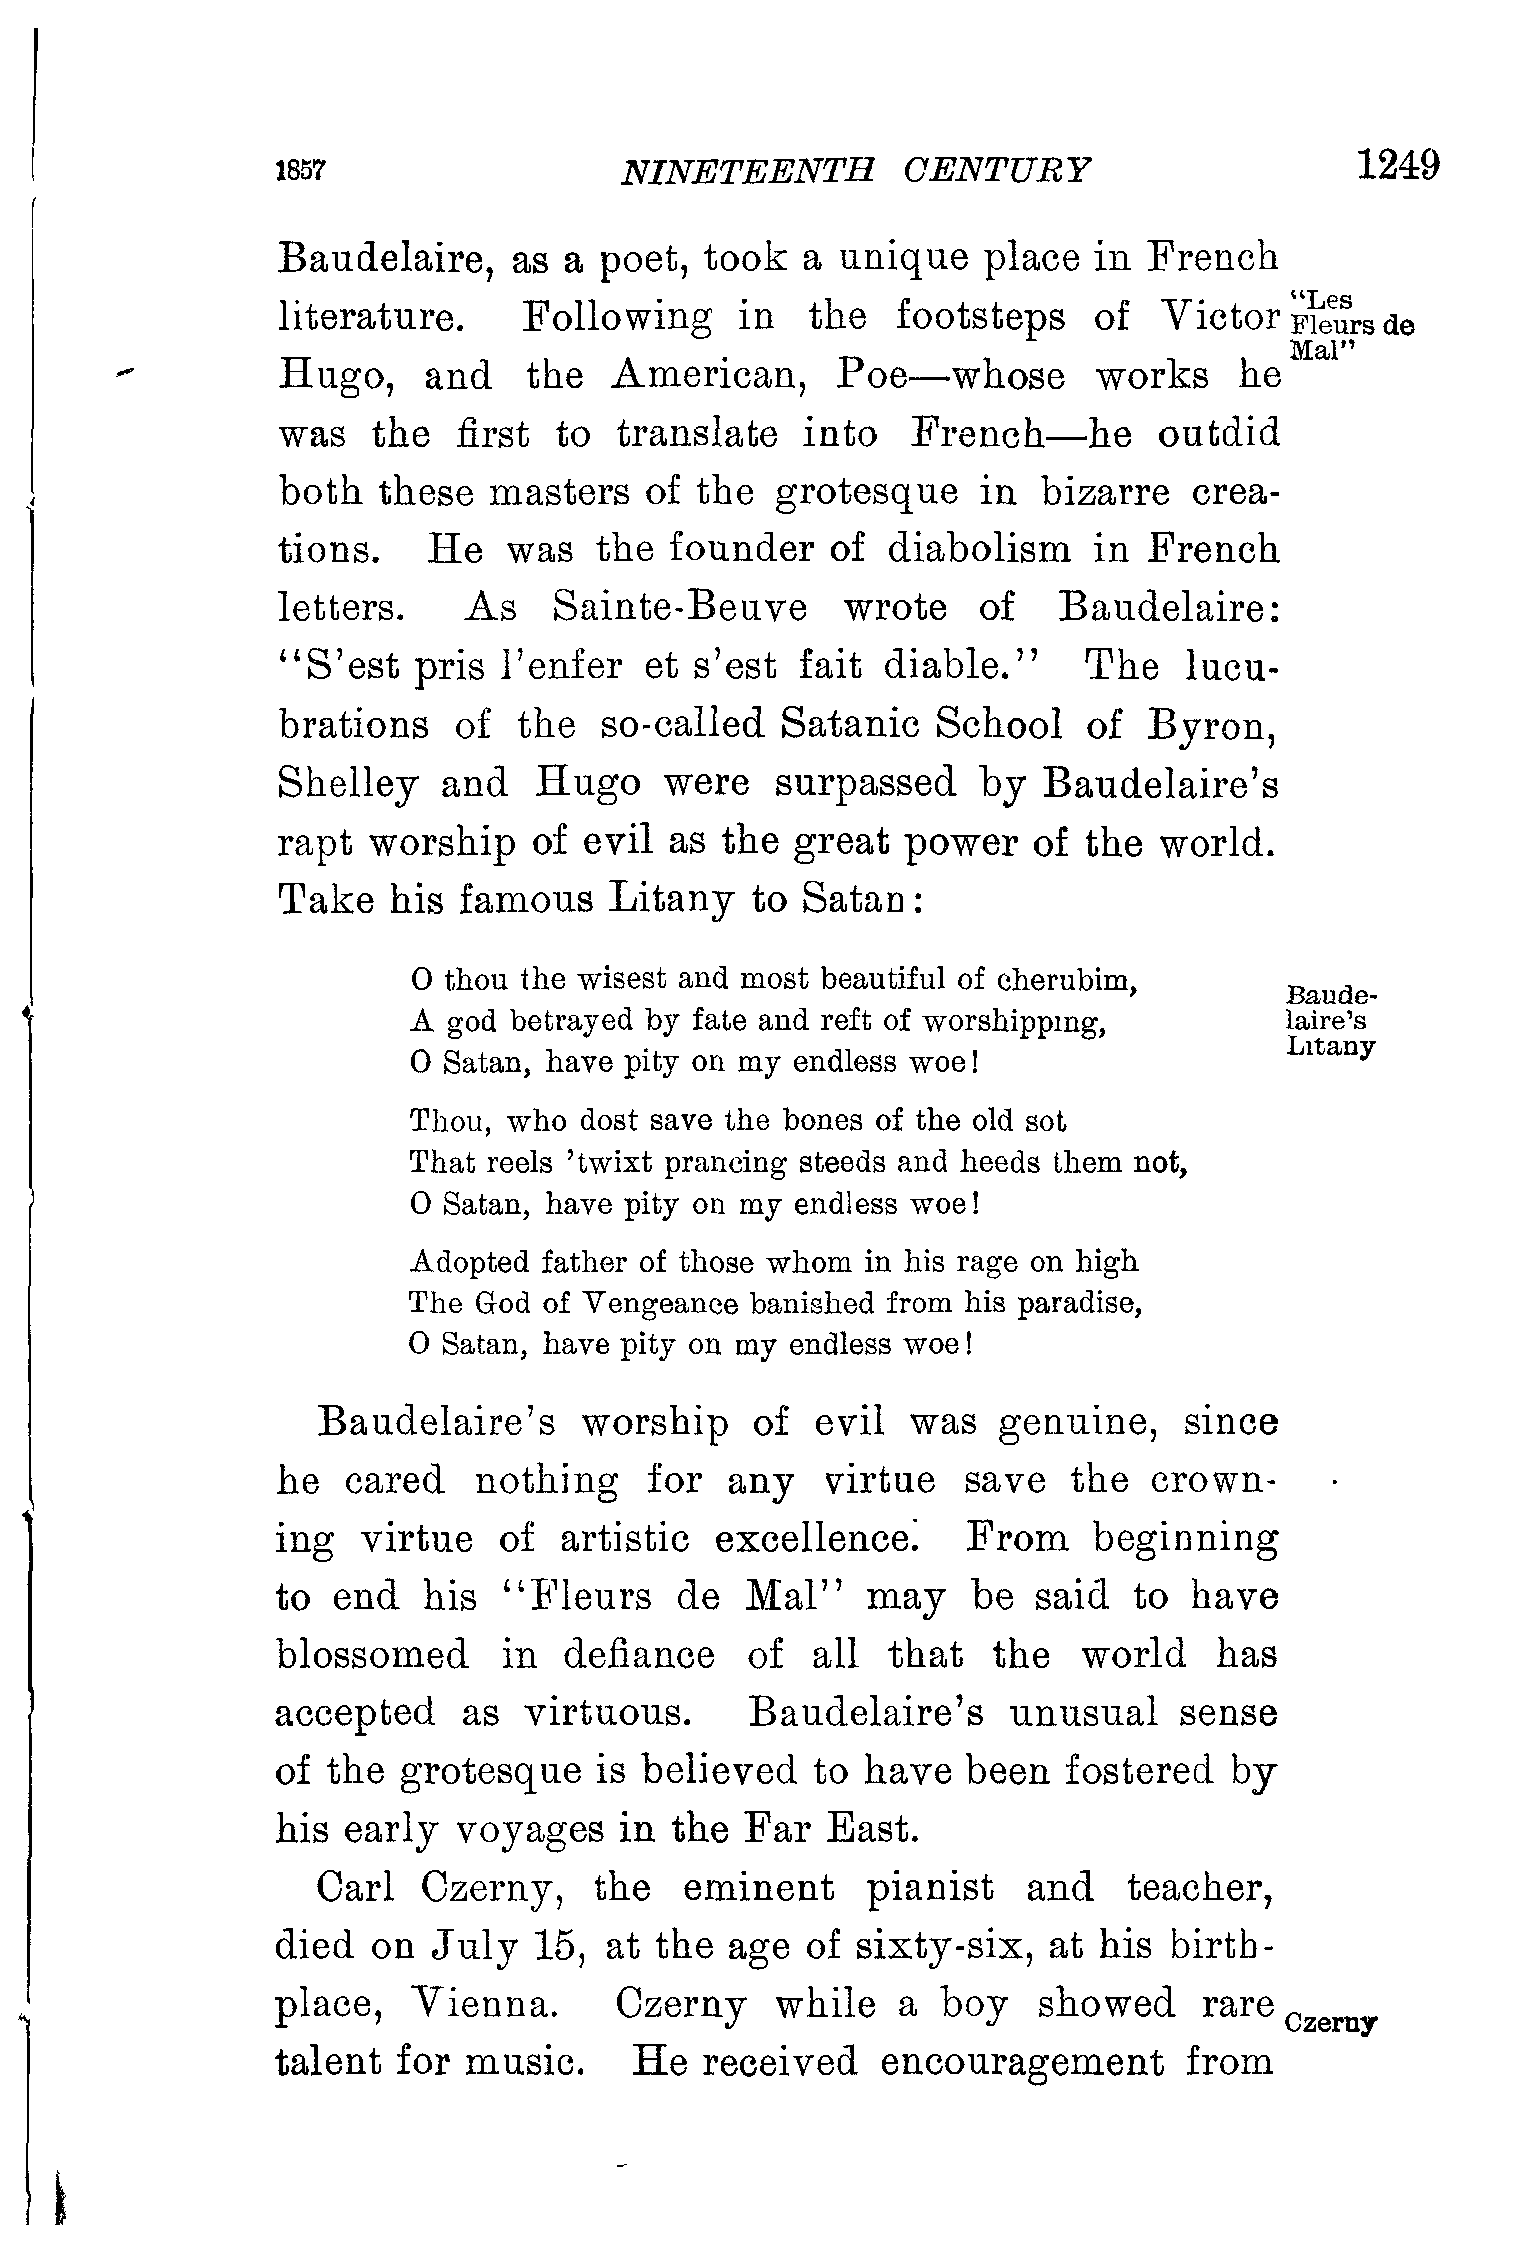 1857 NINETEENTH CENTURY 1249
Baudelaire, as a poet, took a unique place in French
literature. Following in the footsteps of Victor
Hugo, and the American, Poe—whose works he
was the first to translate into French—he outdid
both these masters of the grotesque in bizarre crea-
tions. He was the founder of diabolism in French
letters. As Sainte-Beuve wrote of Baudelaire:
"S'est pris l'enfer et s'est fait diable." The lucu-
brations of the so-called Satanic School of Byron,
Shelley and Hugo were surpassed by Baudelaire's
rapt worship of evil as the great power of the world.
Take his famous Litany to Satan:
"Les
Fleurs de
Mal"
O thou the wisest and most beautiful of cherubim,
A god betrayed by fate and reft of worshipping,
O Satan, have pity on my endless woe!
Baude-
laire's
Litany
Thou, who dost save the bones of the old sot
That reels 'twixt prancing steeds and heeds them not,
O Satan, have pity on my endless woe!
Adopted father of those whom in his rage on high
The God of Vengeance banished from his paradise,
O Satan, have pity on my endless woe!
Baudelaire's worship of evil was genuine, since
he cared nothing for any virtue save the crown-
ing virtue of artistic excellence. From beginning
to end his "Fleurs de Mal" may be said to have
blossomed in defiance of all that the world has
accepted as virtuous. Baudelaire's unusual sense
of the grotesque is believed to have been fostered by
his early voyages in the Far East.
Carl Czerny, the eminent pianist and teacher,
died on July 15, at the age of sixty-six, at his birth-
place, Vienna. Czerny while a boy showed rare
talent for music. He received encouragement from
Czerny